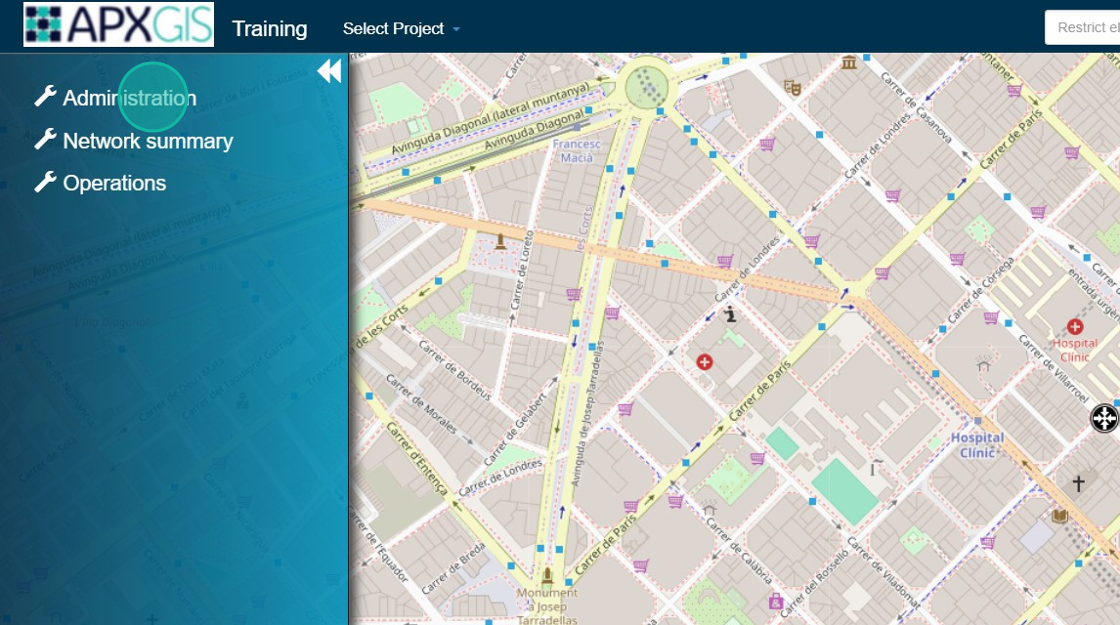 APXGIS
Training
Select Project
Restrict el
Administration
Network summary
Operations
Avinguda Diagonal (lateral muntanya)
Avinguda Diagonal
Francesc
Macià
Carrer de Londres
Carrer de Casanova
Carrer de París
les Corts
Carrer de Loreto
Carrer de Londres
Carrer de Còrsega
de les Corts
Hospital
Clínic
Carrer de Villarroel
Carrer de Bordeus
Carrer de Morales
Carrer de Gelabert
Avinguda de Josep Tarradellas
Carrer de París
Carrer d'Entença
Carrer de Londres
Hospital
Clínic
Carrer de París
Carrer de Breda
Carrer de l'Equador
Carrer de Calàbria
Carrer del Rosselló
Carrer de Viladomat
Monument
a Josep
Tarradellas